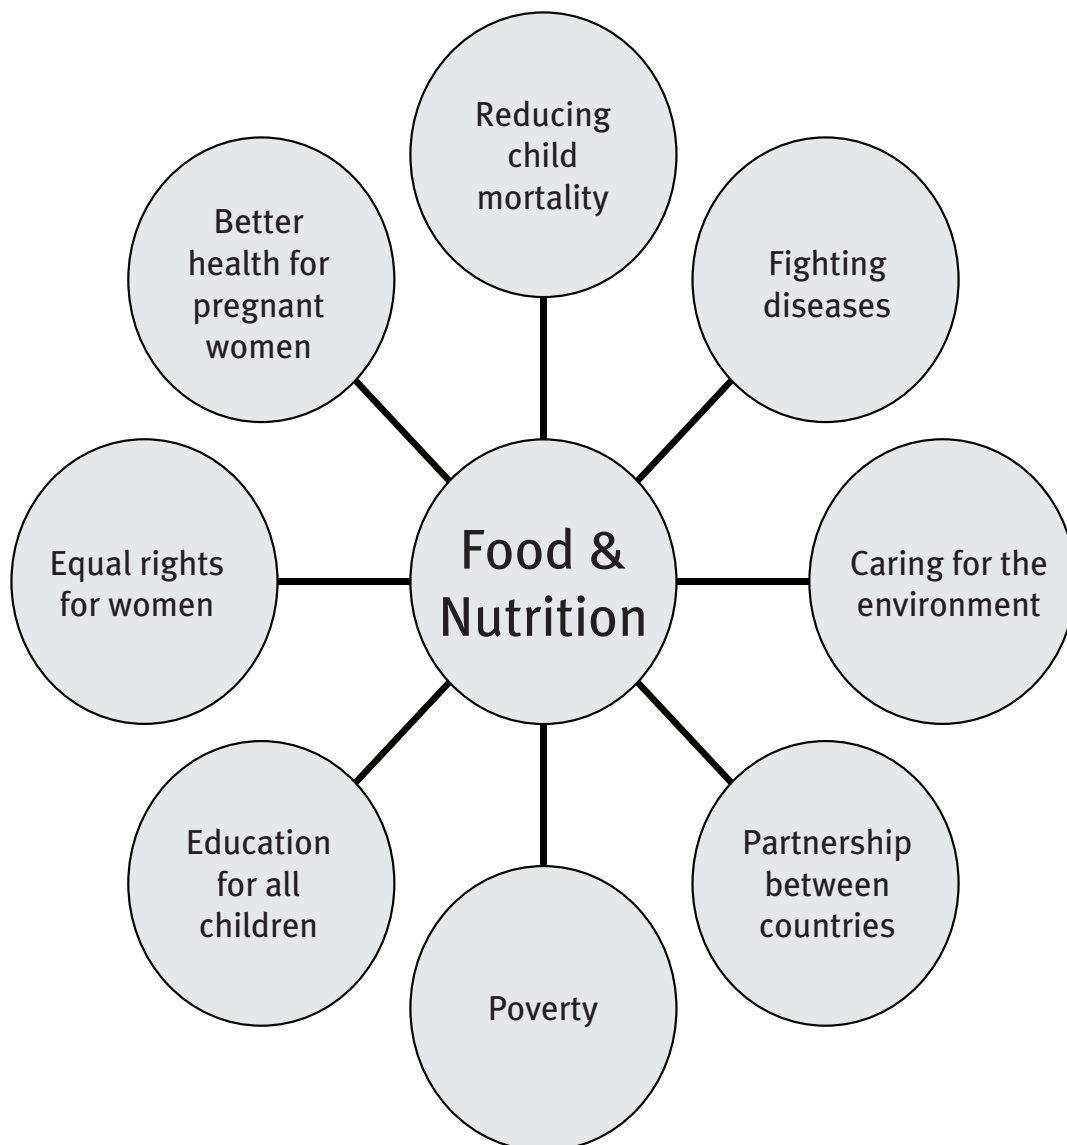 Reducing
child
mortality
Better
health for
pregnant
women
Fighting
diseases
Equal rights
for women
Food &
Nutrition
Caring for the
environment
Education
for all
children
Partnership
between
countries
Poverty